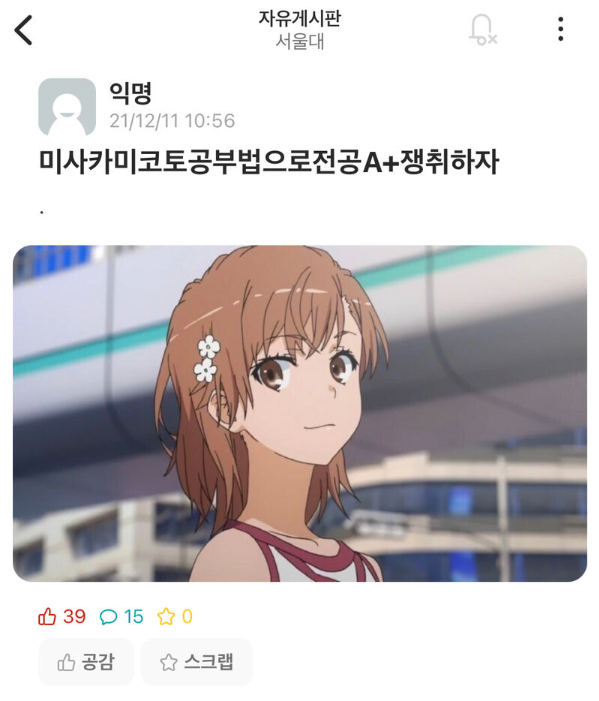 자유게시판
서울대
익명
21/12/11 10:56
미사카미코토공부법으로전공A+쟁취하자
.
39 15 0
공감 스크랩